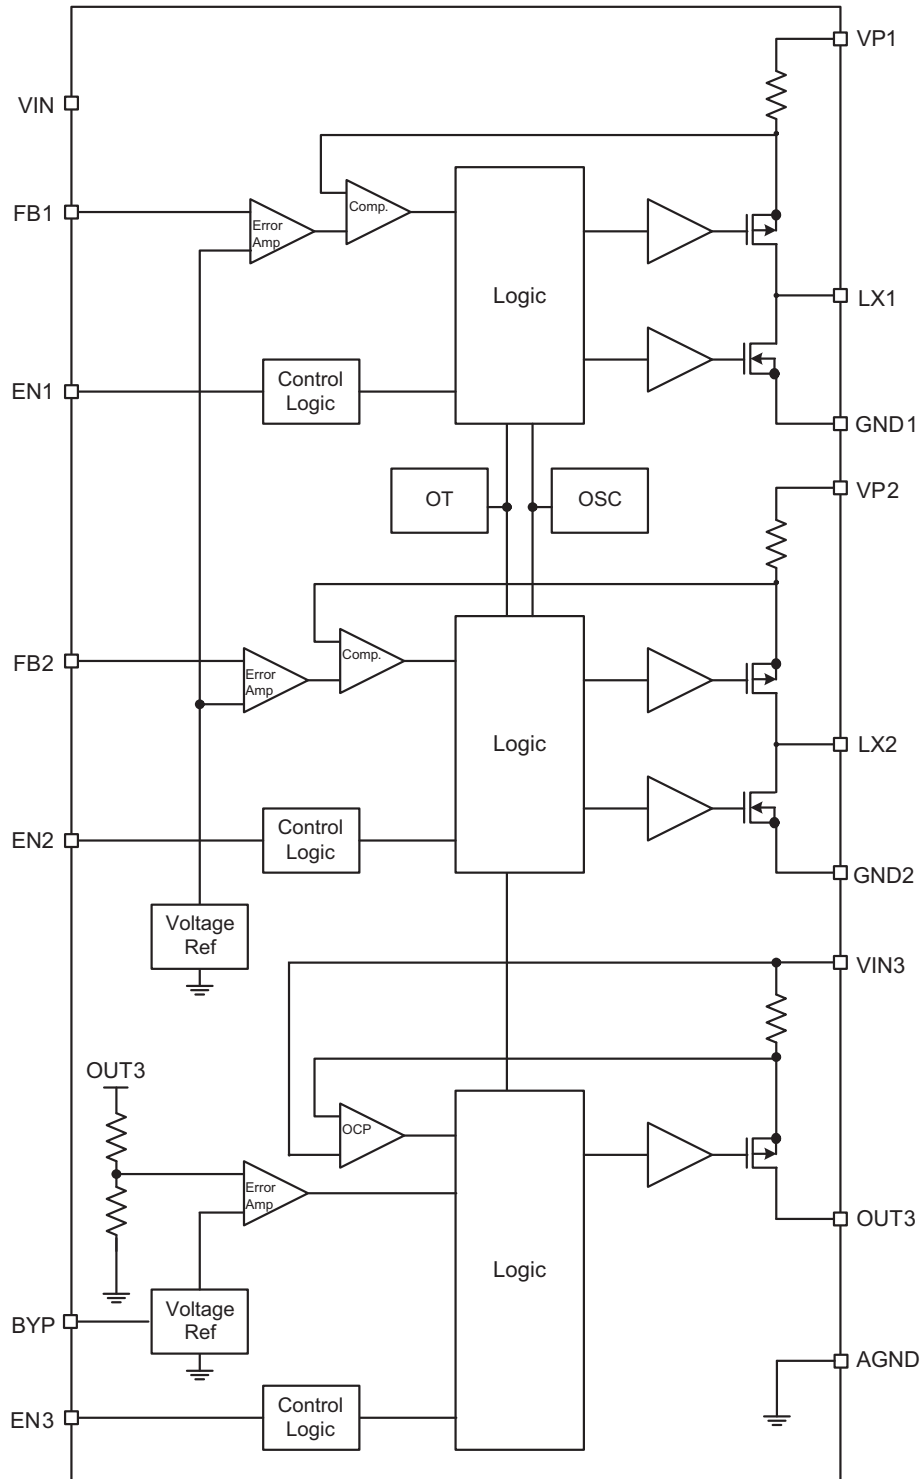 VP1
VIN
FB1
Error
Amp
Comp.
Logic
LX1
EN1
Control
Logic
GND1
OT
OSC
VP2
FB2
Error
Amp
Comp.
Logic
LX2
EN2
Control
Logic
GND2
Voltage
Ref
VIN3
OUT3
OCP
Error
Amp
OUT3
Logic
BYP
Voltage
Ref
AGND
EN3
Control
Logic